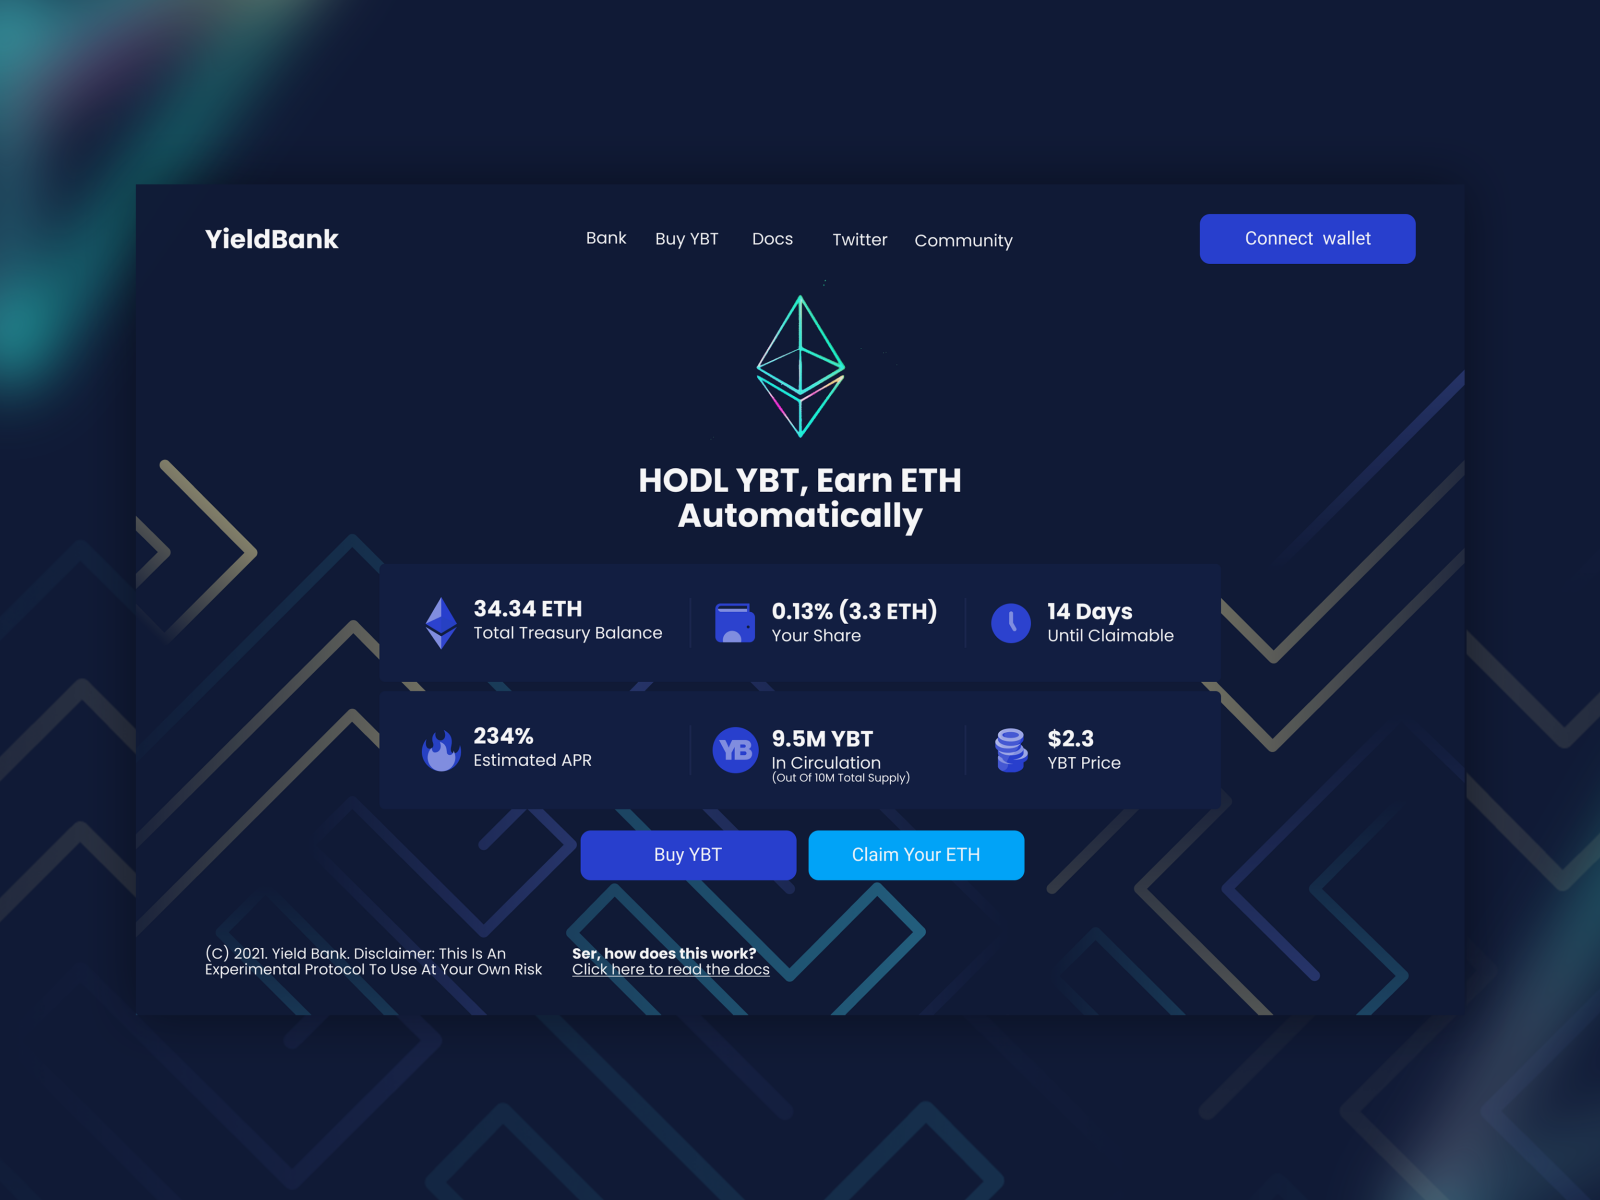 YieldBank
Bank
Buy YBT
Docs
Twitter
Community
Connect wallet
HODL YBT, Earn ETH
Automatically
34.34 ETH
Total Treasury Balance
0.13% (3.3 ETH)
Your Share
14 Days
Until Claimable
234%
Estimated APR
YB
9.5M YBT
In Circulation
(Out Of 10M Total Supply)
$2.3
YBT Price
Buy YBT
Claim Your ETH
(C) 2021. Yield Bank. Disclaimer: This Is An
Experimental Protocol To Use At Your Own Risk
Ser, how does this work?
Click here to read the docs